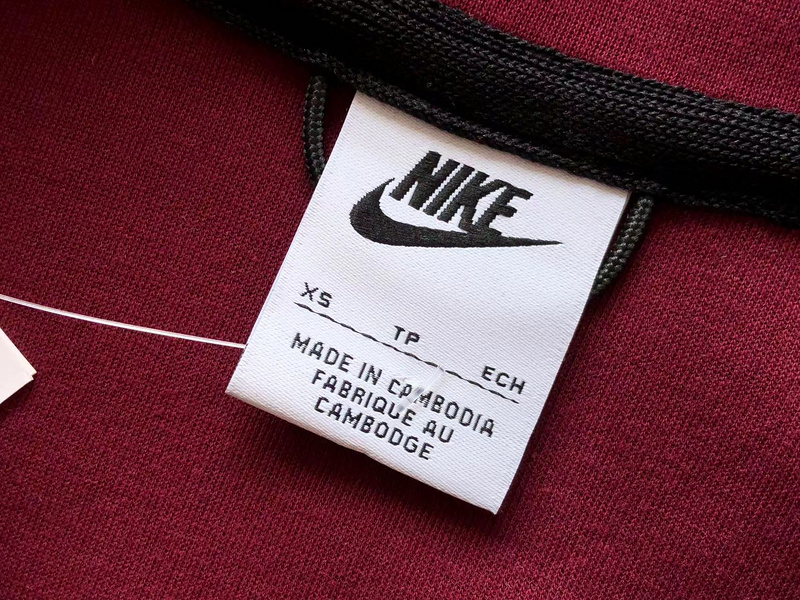 NIKE
XS TP ECH
MADE IN CAMBODIA
FABRIQUE AU
CAMBODGE